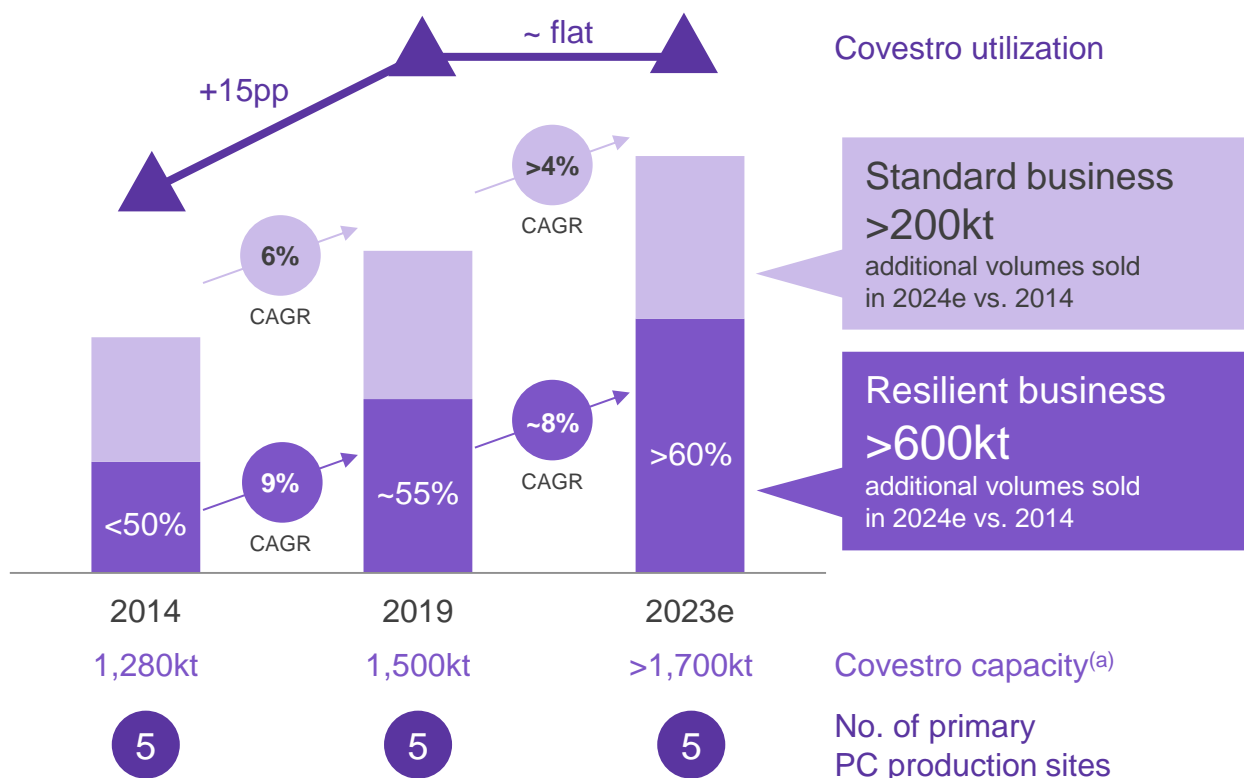 ~ flat
Covestro utilization
+15pp
>4%
CAGR
6%
CAGR
Standard business
>200kt
additional volumes sold
in 2024e vs. 2014
Resilient business
>600kt
additional volumes sold
in 2024e vs. 2014
~8%
CAGR
9%
CAGR
<50%
~55%
>60%
2014 2019 2023e
1,280kt 1,500kt >1,700kt Covestro capacity(a)
5 5 5
No. of primary
PC production sites